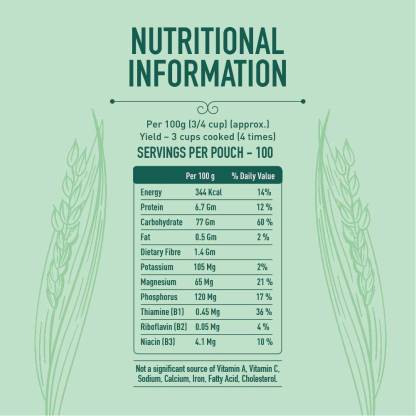 NUTRITIONAL
INFORMATION
Per 100g (3/4 cup) (approx.)
Yield – 3 cups cooked (4 times)
SERVINGS PER POUCH – 100
Per 100 g % Daily Value
Energy 344 Kcal 14%
Protein 6.7 Gm 12 %
Carbohydrate 77 Gm 60 %
Fat 0.5 Gm 2 %
Dietary Fibre 1.4 Gm
Potassium 105 Mg 2%
Magnesium 65 Mg 21 %
Phosphorus 120 Mg 17 %
Thiamine (B1) 0.45 Mg 36 %
Riboflavin (B2) 0.05 Mg 4 %
Niacin (B3) 4.1 Mg 10 %
Not a significant source of Vitamin A, Vitamin C,
Sodium, Calcium, Iron, Fatty Acid, Cholesterol.